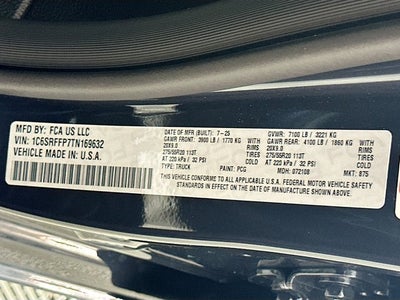 MFD BY: FCA US LLC
VIN: 1C6SRFFP7TN169632
VEHICLE MADE IN: U.S.A.
DATE OF MFR (BUILT): 7-25 GVWR: 7100 LB / 3221 KG
GAWR FRONT: 3900 LB / 1770 KG GAWR REAR: 4100 LB / 1860 KG
20X9.0 RIMS 20X9.0 RIMS
275/55R20 113T TIRES 275/55R20 113T TIRES
AT 220 kPa / 32 PSI AT 220 kPa / 32 PSI
TYPE: TRUCK PAINT: PCG MDH: 072108 MKT: 875
THIS VEHICLE CONFORMS TO ALL APPLICABLE FEDERAL MOTOR VEHICLE SAFETY
STANDARDS IN EFFECT ON THE DATE OF MANUFACTURE SHOWN ABOVE.